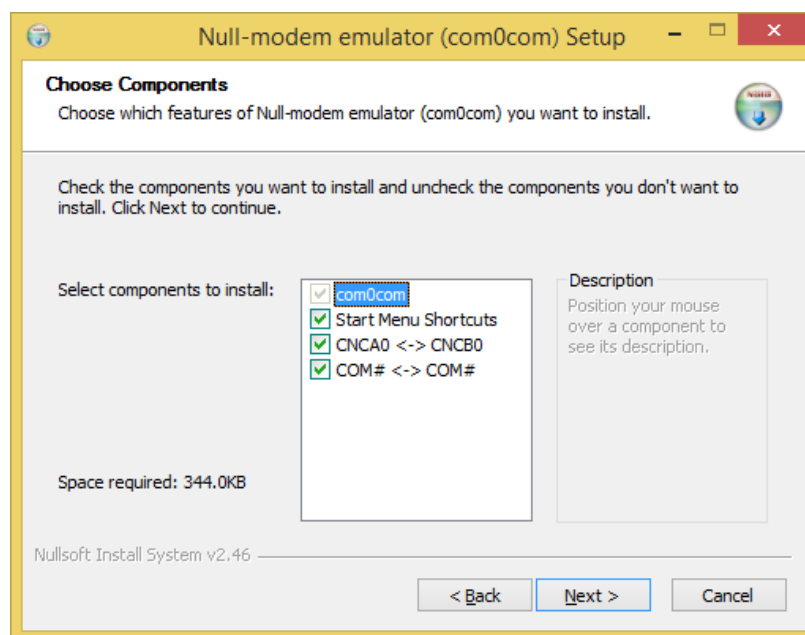 Null-modem emulator (com0com) Setup
Choose Components
Choose which features of Null-modem emulator (com0com) you want to install.
Check the components you want to install and uncheck the components you don't want to
install. Click Next to continue.
Select components to install:
com0com
Start Menu Shortcuts
CNCA0 <-> CNCB0
COM# <-> COM#
Description
Position your mouse
over a component to
see its description.
Space required: 344.0KB
Nullsoft Install System v2.46
< Back
Next >
Cancel